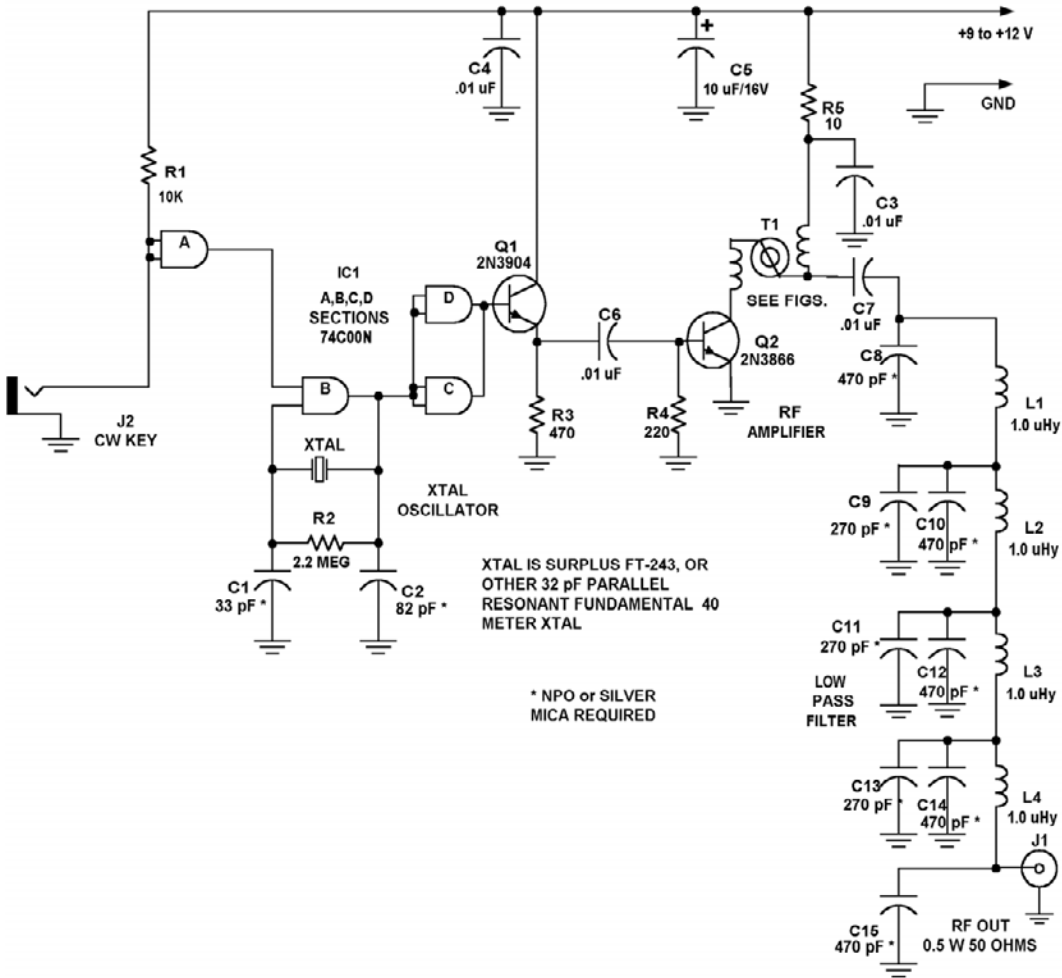 +9 to +12 V
GND
C4
.01 uF
+
C5
10 uF/16V
R5
10
R1
10K
C3
.01 uF
A
IC1
A,B,C,D
SECTIONS
74C00N
D
C
Q1
2N3904
C6
.01 uF
T1
SEE FIGS.
Q2
2N3866
RF
AMPLIFIER
C7
.01 uF
C8
470 pF *
B
J2
CW KEY
R3
470
R4
220
L1
1.0 uHy
XTAL
XTAL
OSCILLATOR
R2
2.2 MEG
C1
33 pF *
C2
82 pF *
C9
270 pF *
C10
470 pF *
L2
1.0 uHy
XTAL IS SURPLUS FT-243, OR
OTHER 32 pF PARALLEL
RESONANT FUNDAMENTAL 40
METER XTAL
C11
270 pF *
C12
470 pF *
L3
1.0 uHy
* NPO or SILVER
MICA REQUIRED
LOW
PASS
FILTER
C13
270 pF *
C14
470 pF *
L4
1.0 uHy
J1
C15
470 pF *
RF OUT
0.5 W 50 OHMS